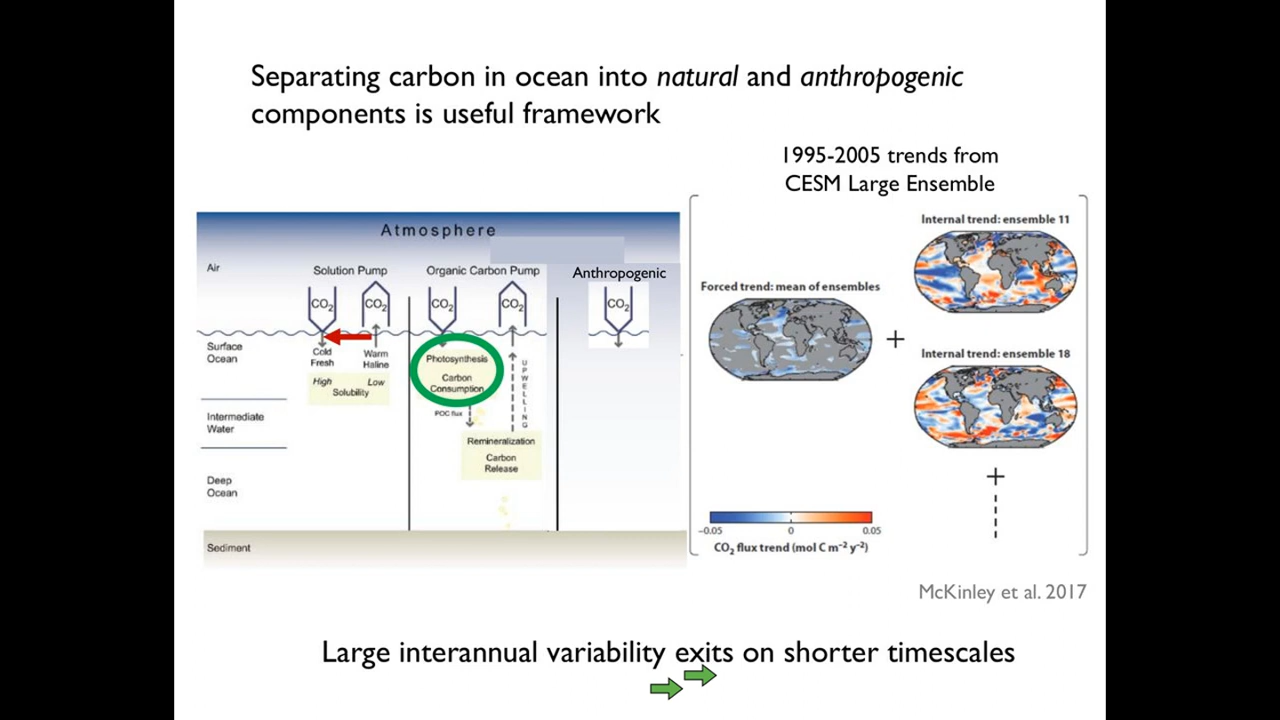 Separating carbon in ocean into natural and anthropogenic
components is useful framework
1995-2005 trends from
CESM Large Ensemble
Atmosphere
Air
Solution Pump
Organic Carbon Pump
Anthropogenic
CO2
CO2
CO2
CO2
CO2
Surface
Ocean
Cold
Fresh
Warm
Haline
High
Low
Solubility
Photosynthesis
Carbon
Consumption
UPWELLING
POC flux
Intermediate
Water
Remineralization
Carbon
Release
Deep
Ocean
Sediment
Forced trend: mean of ensembles
+
Internal trend: ensemble 11
Internal trend: ensemble 18
+
−0.05
0
0.05
CO₂ flux trend (mol C m⁻² y⁻²)
McKinley et al. 2017
Large interannual variability exits on shorter timescales